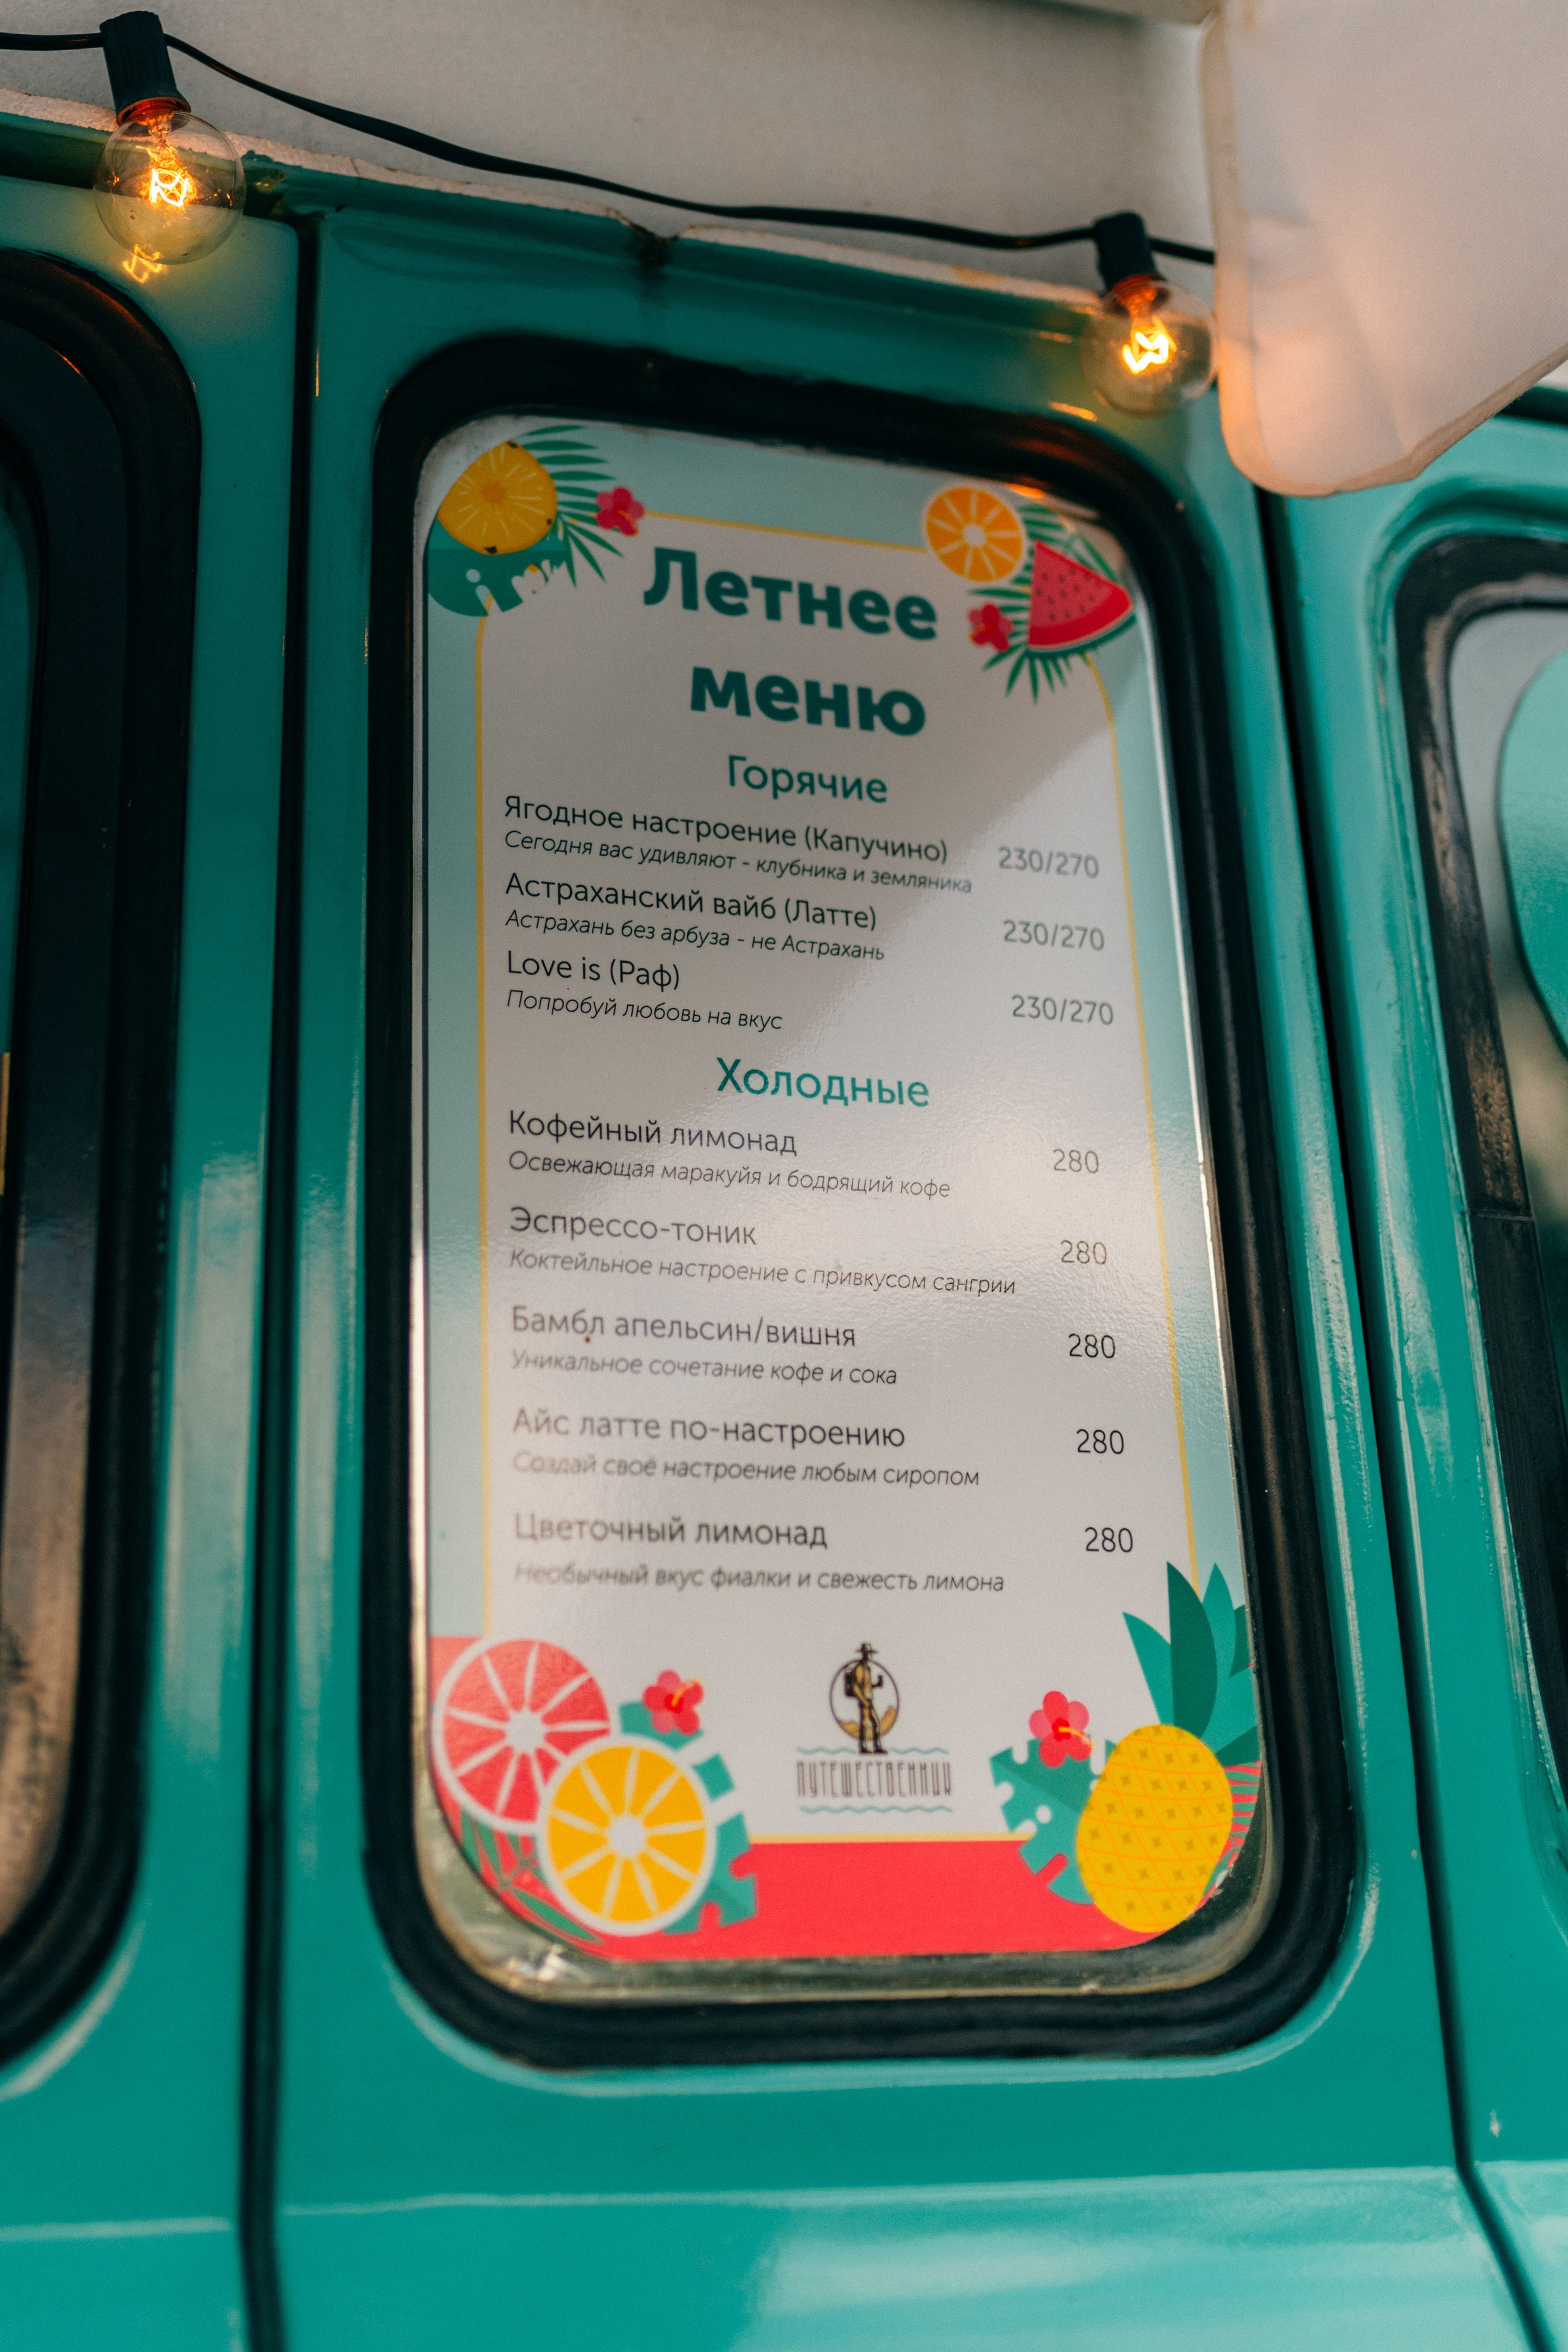 Летнее
меню
Горячие
Ягодное настроение (Капучино) 230/270
Сегодня вас удивляют - клубника и земляника
Астраханский вайб (Латте) 230/270
Астрахань без арбуза - не Астрахань
Love is (Раф) 230/270
Попробуй любовь на вкус
Холодные
Кофейный лимонад 280
Освежающая маракуйя и бодрящий кофе
Эспрессо-тоник 280
Коктейльное настроение с привкусом сангрии
Бамбл апельсин/вишня 280
Уникальное сочетание кофе и сока
Айс латте по-настроению 280
Создай своё настроение любым сиропом
Цветочный лимонад 280
Необычный вкус фиалки и свежесть лимона
ПУТЕШЕСТВЕННИК